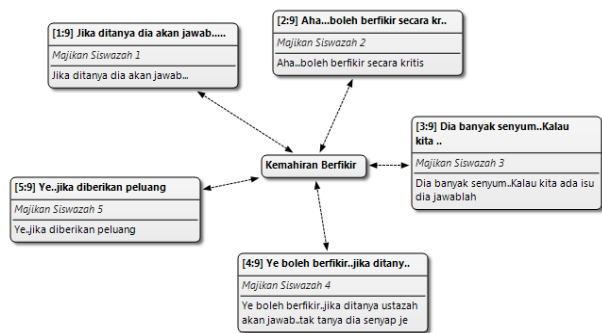 [2:9] Aha...boleh berfikir secara kr..
Majikan Siswazah 2
Aha..boleh berfikir secara kritis
[1:9] Jika ditanya dia akan jawab.....
Majikan Siswazah 1
Jika ditanya dia akan jawab...
[3:9] Dia banyak senyum..Kalau
kita ..
Majikan Siswazah 3
Dia banyak senyum..Kalau kita ada isu
dia jawablah
Kemahiran Berfikir
[5:9] Ye..jika diberikan peluang
Majikan Siswazah 5
Ye.jika diberikan peluang
[4:9] Ye boleh berfikir..jika ditany..
Majikan Siswazah 4
Ye boleh berfikir.jika ditanya ustazah
akan jawab..tak tanya dia senyap je